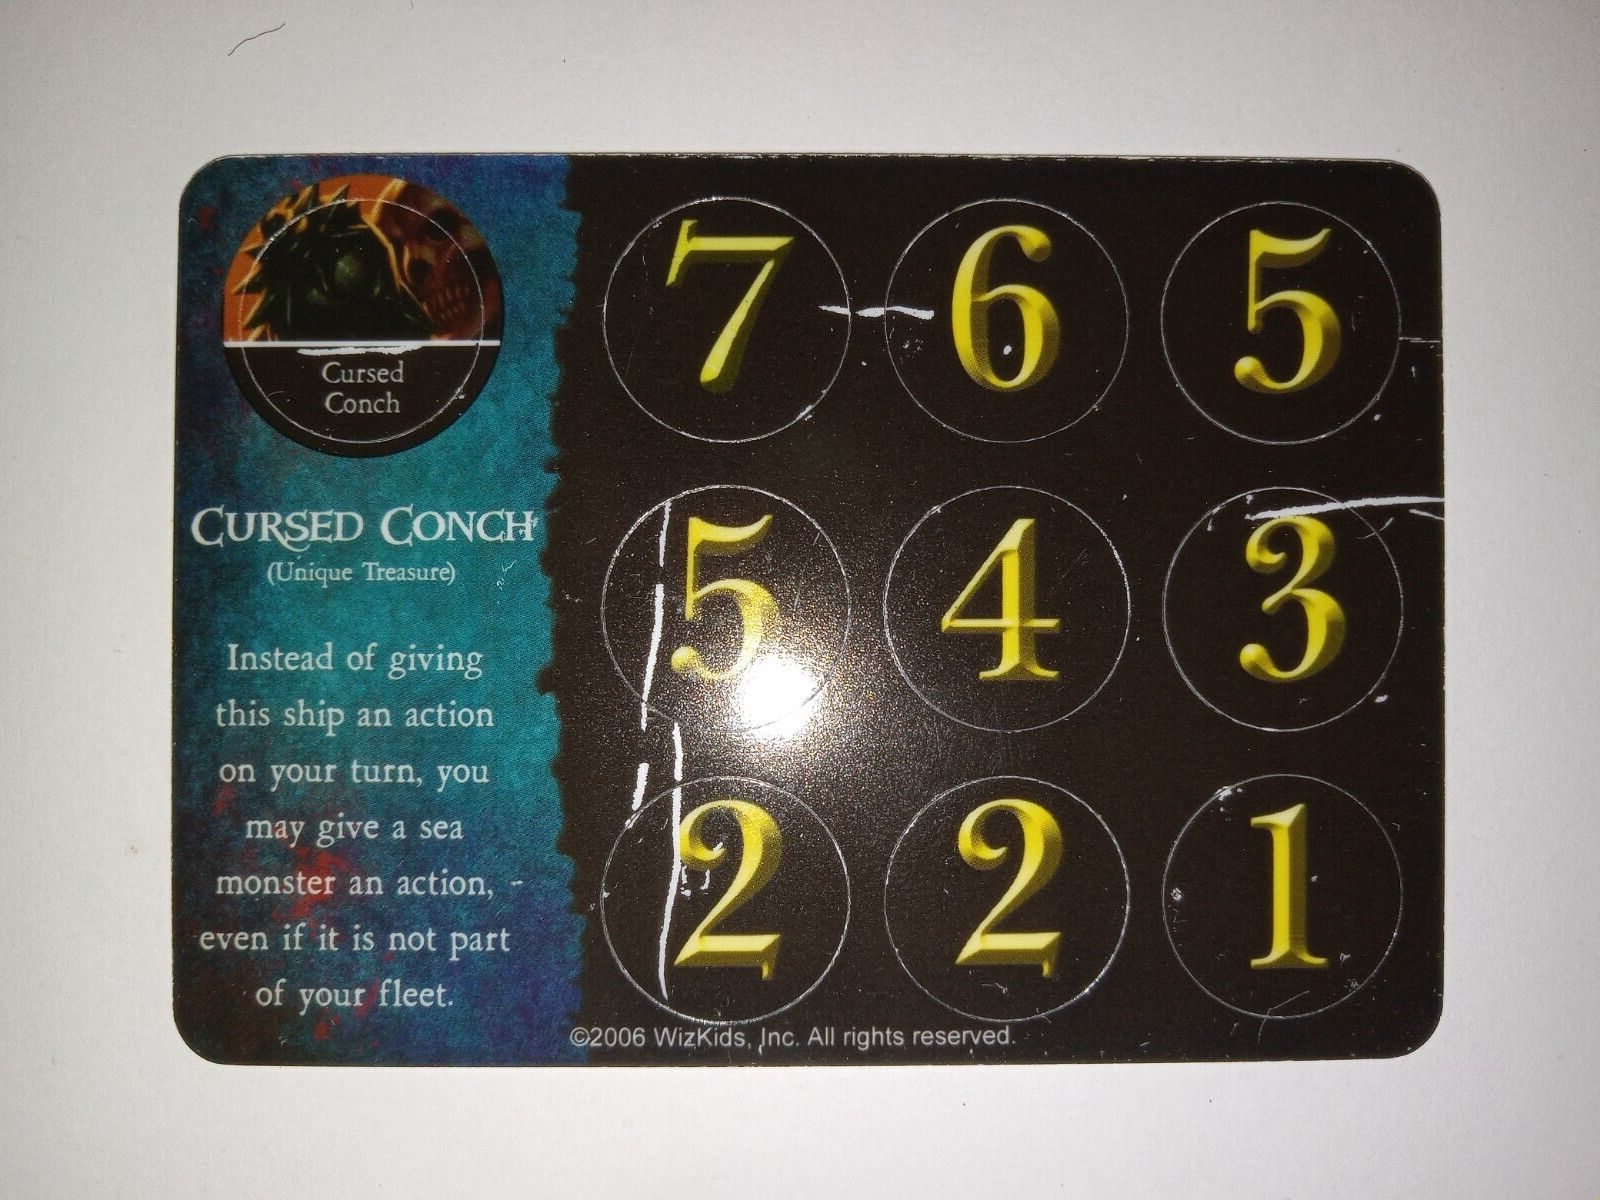 Cursed
Conch
CURSED CONCH
(Unique Treasure)
Instead of giving
this ship an action
on your turn, you
may give a sea
monster an action,
even if it is not part
of your fleet.
7 6 5
5 4 3
2 2 1
©2006 WizKids, Inc. All rights reserved.